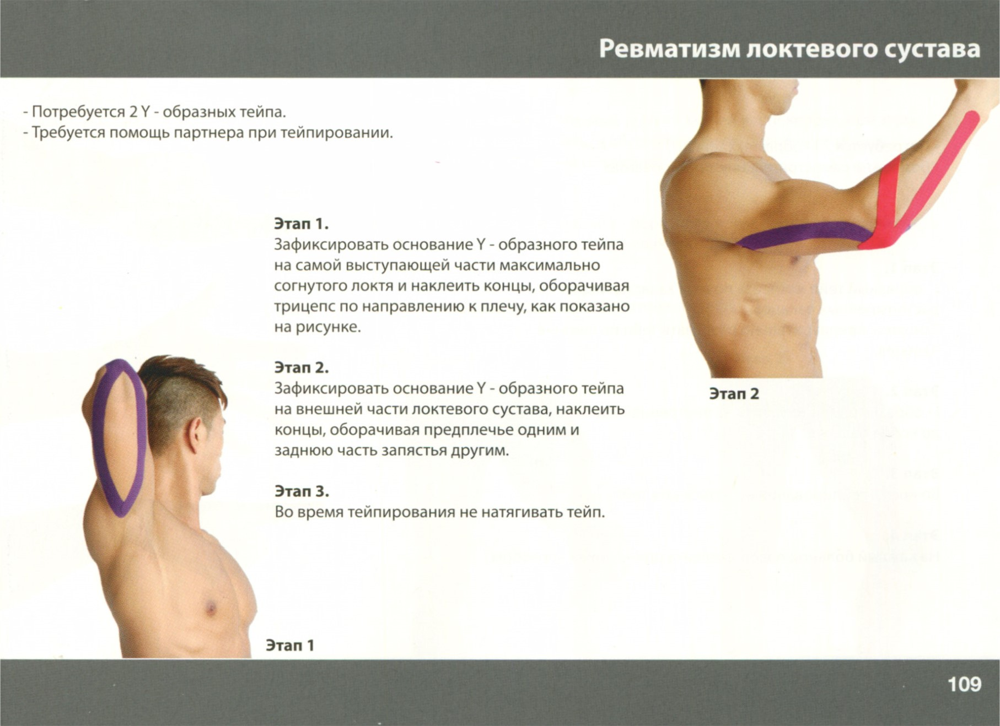 Ревматизм локтевого сустава
- Потребуется 2 Y - образных тейпа.
- Требуется помощь партнера при тейпировании.
Этап 1.
Зафиксировать основание Y - образного тейпа
на самой выступающей части максимально
согнутого локтя и наклеить концы, оборачивая
трицепс по направлению к плечу, как показано
на рисунке.
Этап 2.
Зафиксировать основание Y - образного тейпа
на внешней части локтевого сустава, наклеить
концы, оборачивая предплечье одним и
заднюю часть запястья другим.
Этап 3.
Во время тейпирования не натягивать тейп.
Этап 2
Этап 1
109